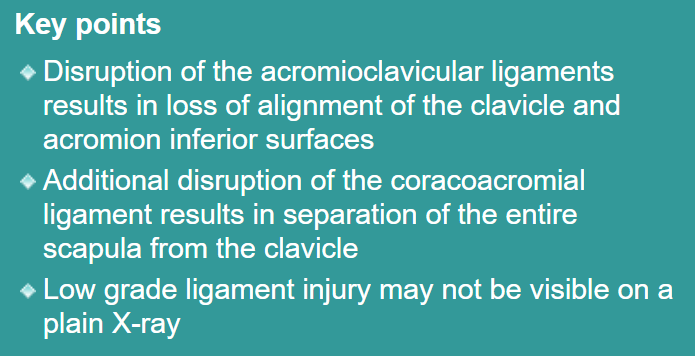 Key points
Disruption of the acromioclavicular ligaments
results in loss of alignment of the clavicle and
acromion inferior surfaces
Additional disruption of the coracoacromial
ligament results in separation of the entire
scapula from the clavicle
Low grade ligament injury may not be visible on a
plain X-ray